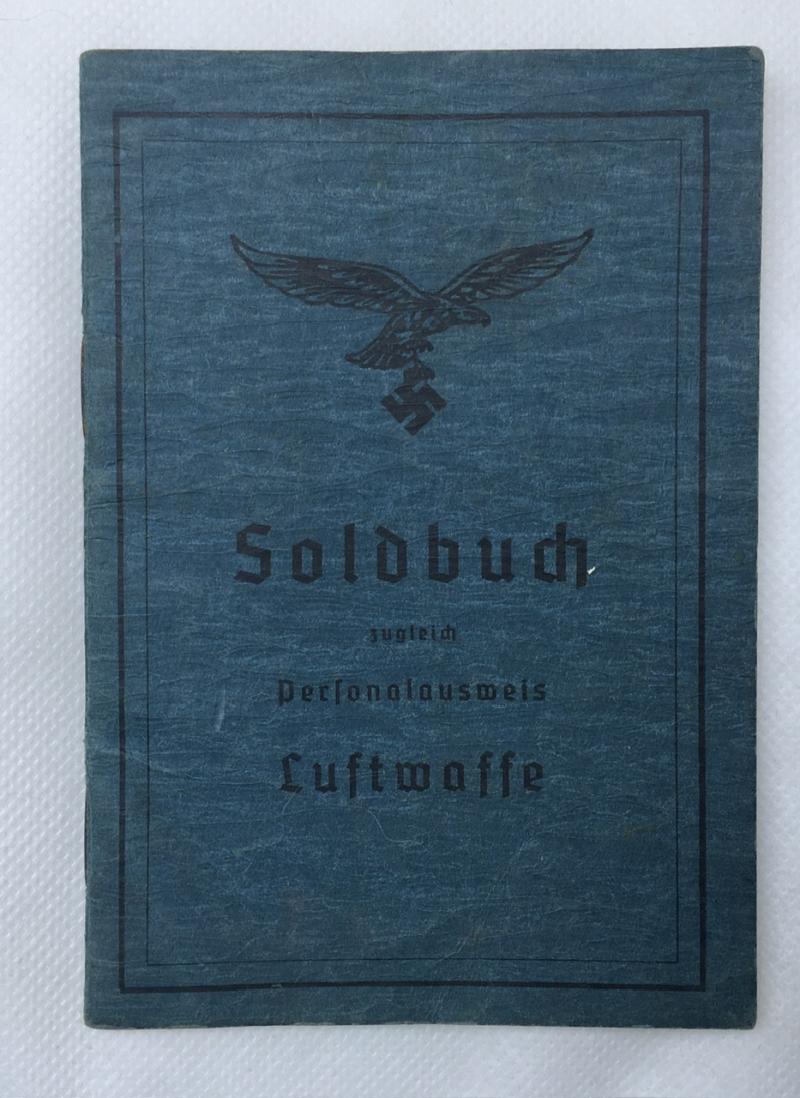 Soldbuch
zugleich
Perſonalausweis
Luftwaffe